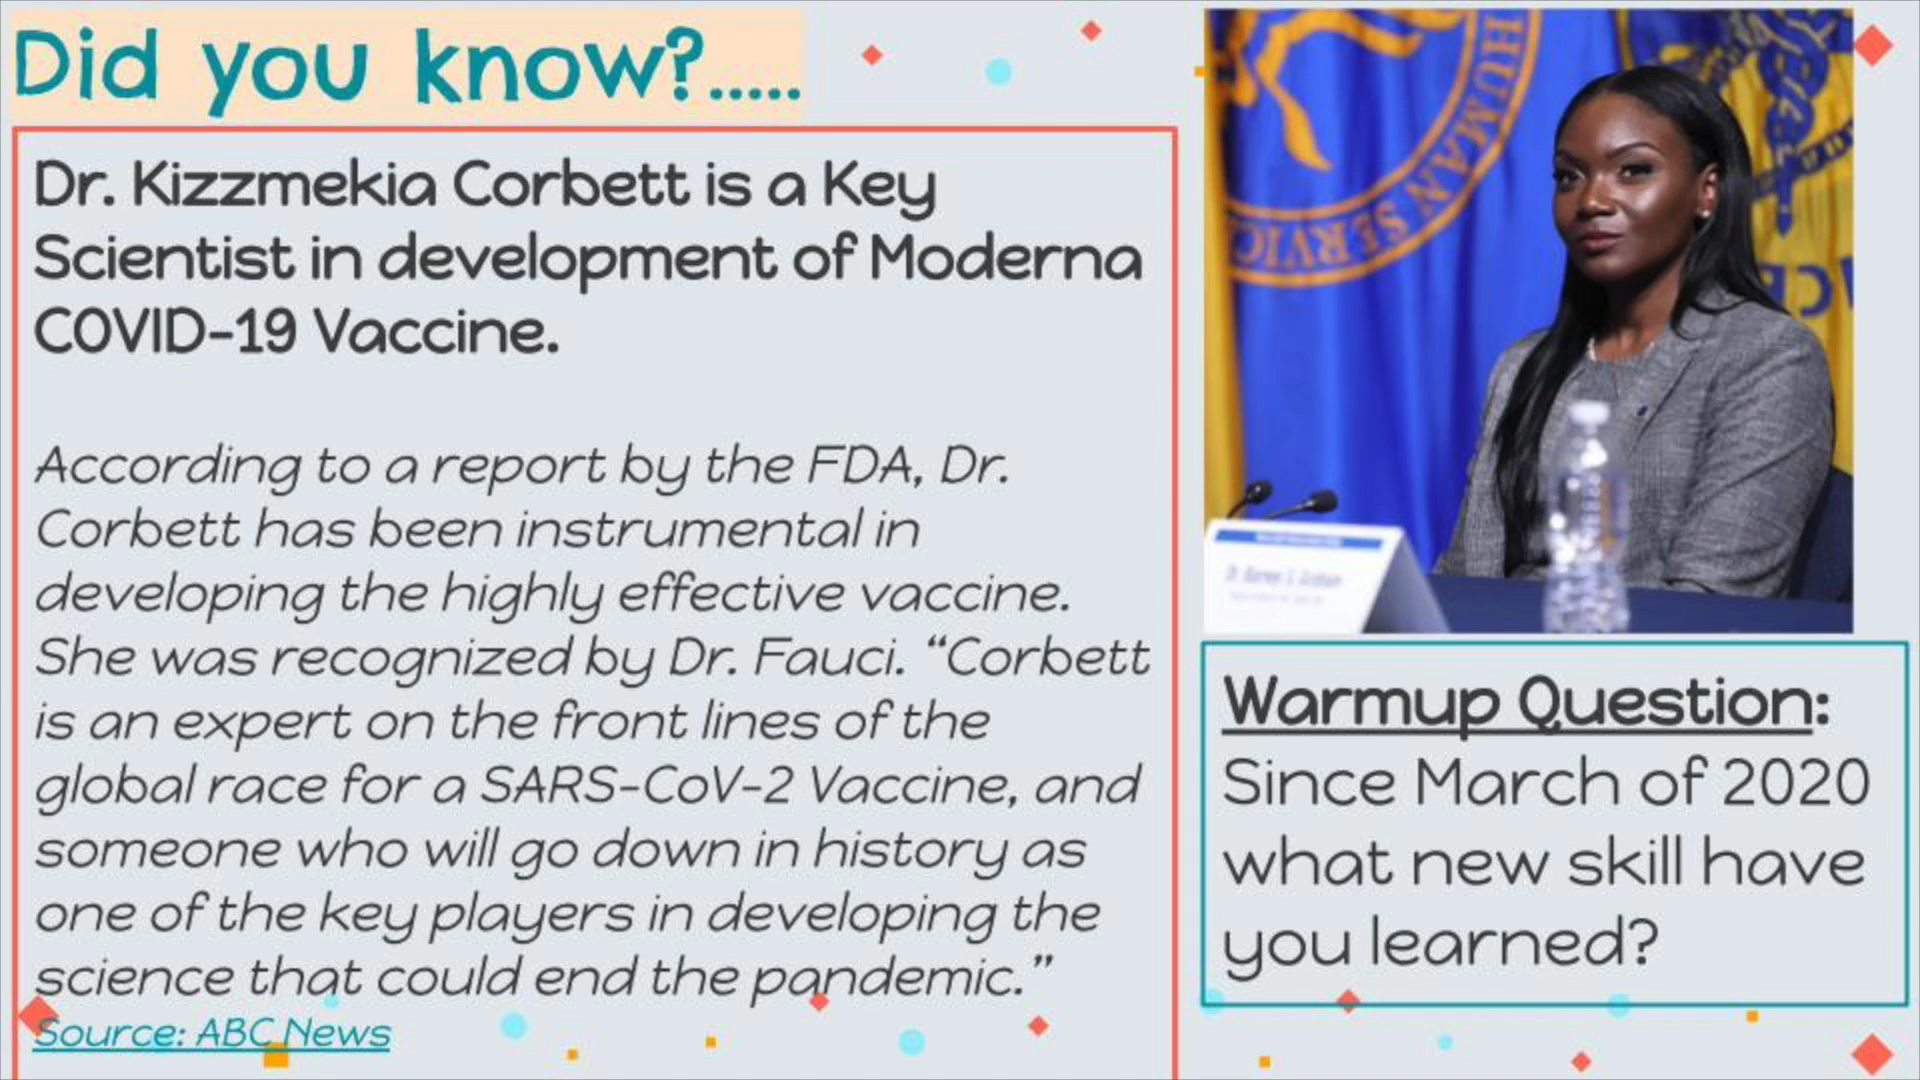 Did you know?.....
Dr. Kizzmekia Corbett is a Key
Scientist in development of Moderna
COVID-19 Vaccine.
According to a report by the FDA, Dr.
Corbett has been instrumental in
developing the highly effective vaccine.
She was recognized by Dr. Fauci. “Corbett
is an expert on the front lines of the
global race for a SARS-CoV-2 Vaccine, and
someone who will go down in history as
one of the key players in developing the
science that could end the pandemic.”
Source: ABC News
HUMAN SERVIC
Warmup Question:
Since March of 2020
what new skill have
you learned?